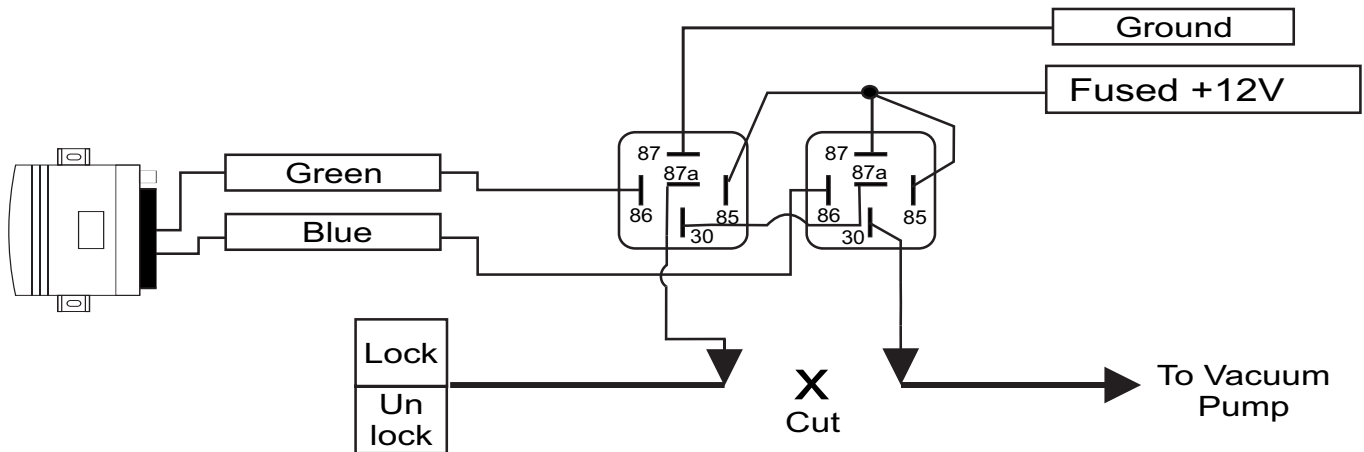 Ground
Fused +12V
87
87a
86
85
30
87
87a
86
85
30
Green
Blue
Lock
Un
lock
X
Cut
To Vacuum
Pump